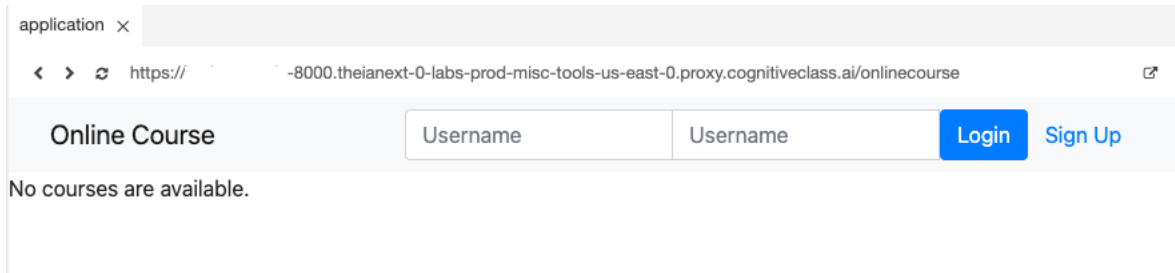 application ×
https:// -8000.theianext-0-labs-prod-misc-tools-us-east-0.proxy.cognitiveclass.ai/onlinecourse
Online Course Username Username Login Sign Up
No courses are available.